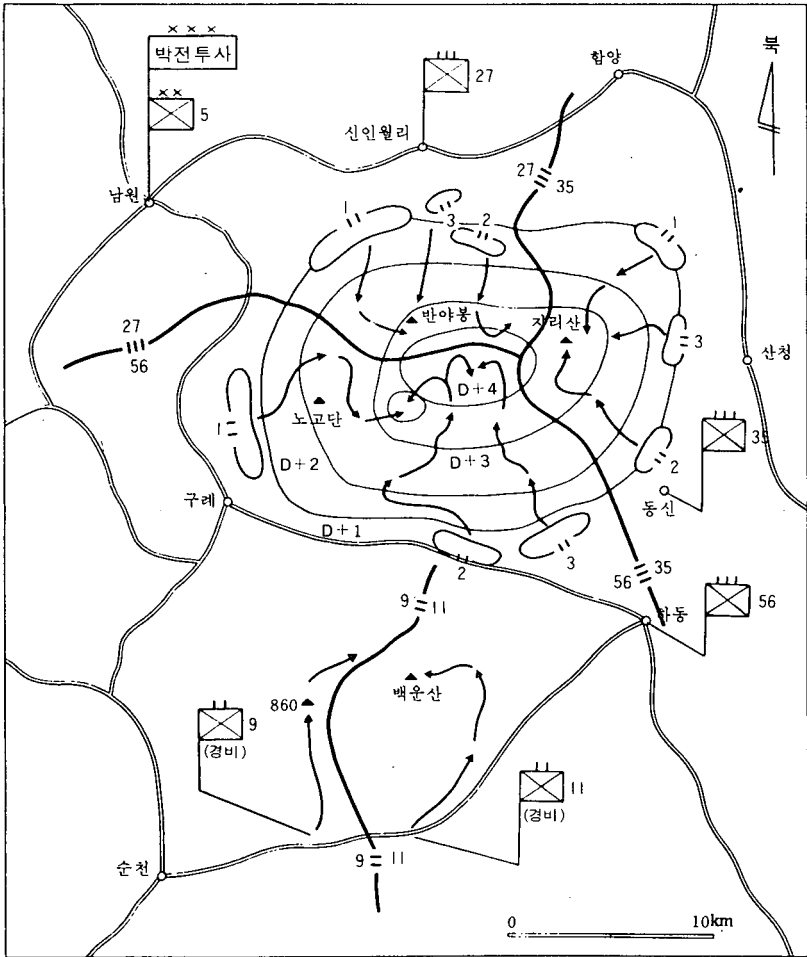 × × ×
박전투사
× ×
5
27
함양
북
신인월리
남원
27
35
1
3
2
1
반야봉
지리산
3
27
56
산청
노고단
D+4
1
35
D+2
D+3
2
구례
동신
D+1
2
3
35
56
56
9
11
하동
백운산
860
9
(경비)
11
(경비)
9
11
순천
0
10km